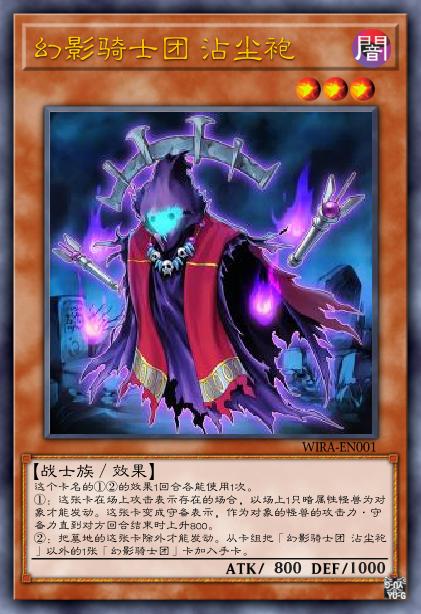 幻影骑士团 沾尘袍
闇
WIRA-EN001
【战士族／效果】
这个卡名的①②的效果1回合各能使用1次。
①：这张卡在场上攻击表示存在的场合，以场上1只暗属性怪兽为对
象才能发动。这张卡变成守备表示，作为对象的怪兽的攻击力·守
备力直到对方回合结束时上升800。
②：把墓地的这张卡除外才能发动。从卡组把「幻影骑士团 沾尘袍
」以外的1张「幻影骑士团」卡加入手卡。
ATK/ 800 DEF/1000